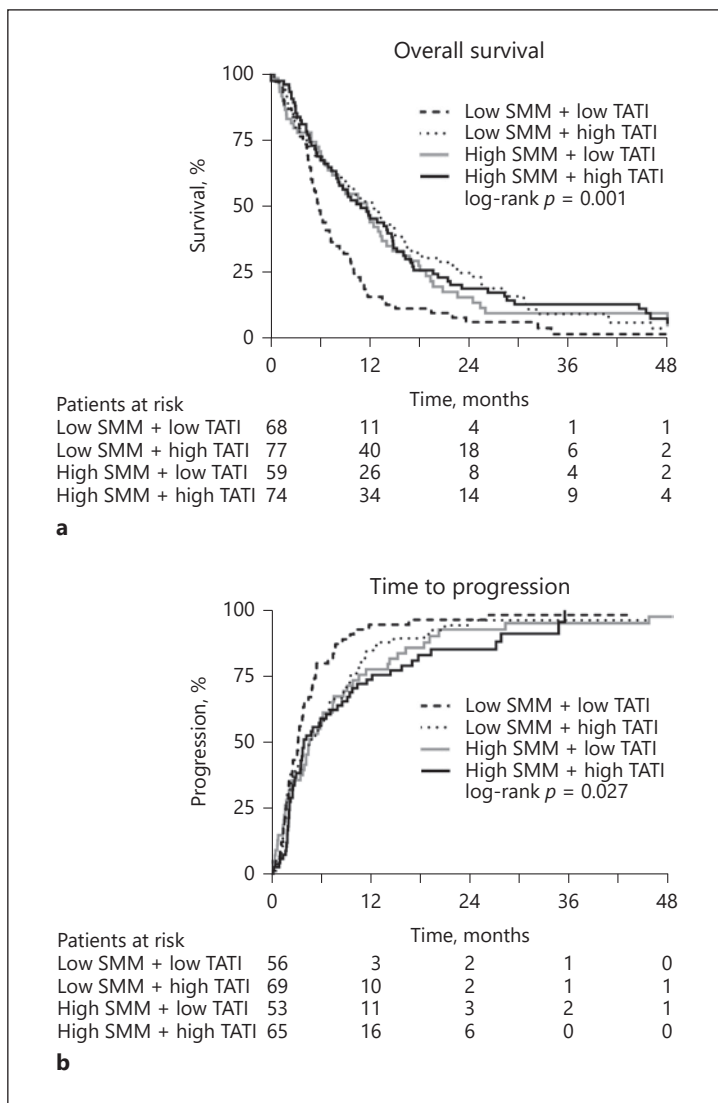 Overall survival
100
75
50
25
0
Survival, %
Low SMM + low TATI
Low SMM + high TATI
High SMM + low TATI
High SMM + high TATI
log-rank p = 0.001
0 12 24 36 48
Time, months
Patients at risk
Low SMM + low TATI 68 11 4 1 1
Low SMM + high TATI 77 40 18 6 2
High SMM + low TATI 59 26 8 4 2
High SMM + high TATI 74 34 14 9 4
a
Time to progression
100
75
50
25
0
Progression, %
Low SMM + low TATI
Low SMM + high TATI
High SMM + low TATI
High SMM + high TATI
log-rank p = 0.027
0 12 24 36 48
Time, months
Patients at risk
Low SMM + low TATI 56 3 2 1 0
Low SMM + high TATI 69 10 2 1 1
High SMM + low TATI 53 11 3 2 1
High SMM + high TATI 65 16 6 0 0
b